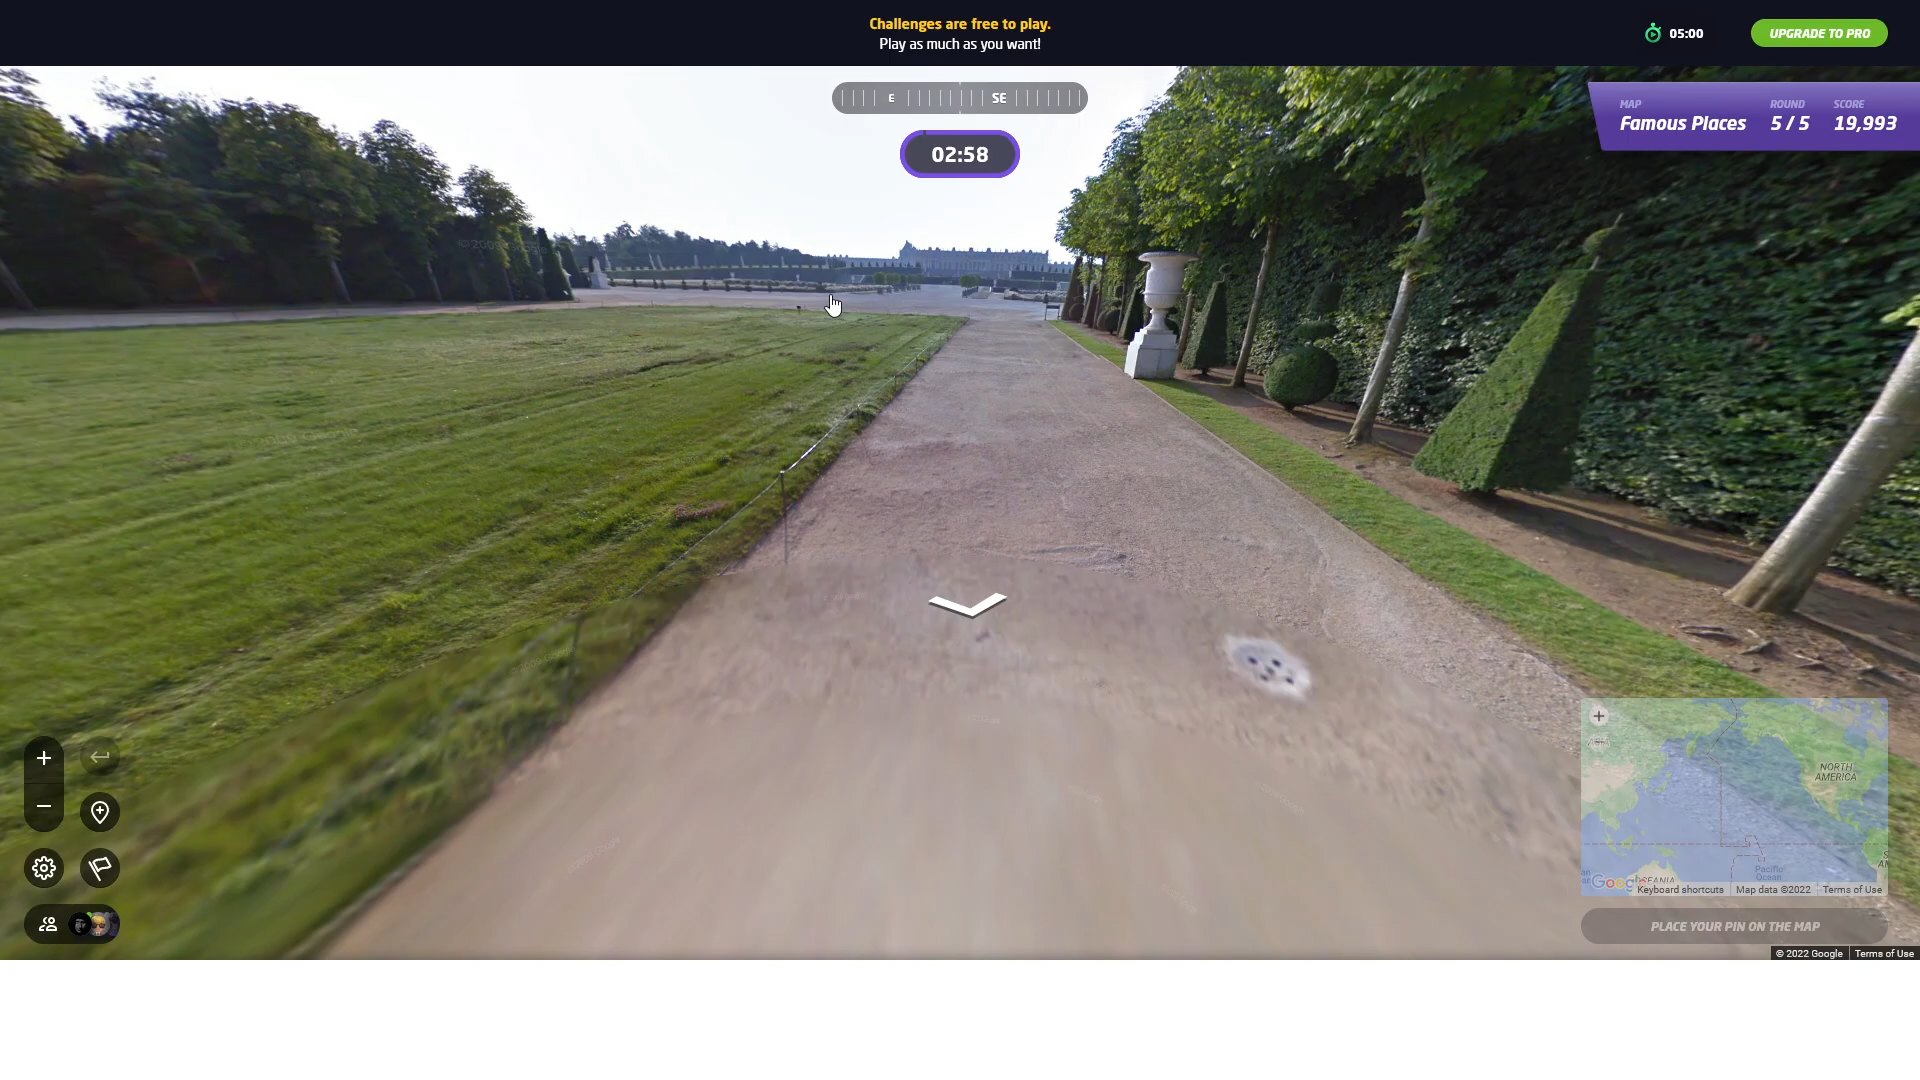 Challenges are free to play.
Play as much as you want!
05:00
UPGRADE TO PRO
E
SE
02:58
MAP
Famous Places
ROUND
5 / 5
SCORE
19,993
NORTH
AMERICA
Pacific
Ocean
Google
Keyboard shortcuts
Map data ©2022
Terms of Use
PLACE YOUR PIN ON THE MAP
© 2022 Google
Terms of Use